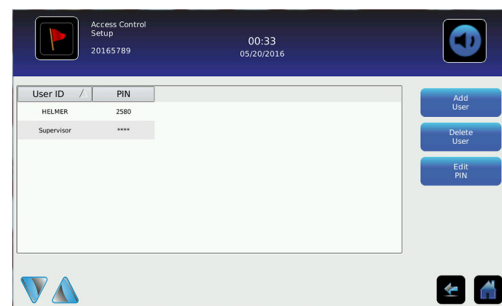 Access Control
Setup
20165789
00:33
05/20/2016
User ID / PIN
HELMER 2580
Supervisor ****
Add
User
Delete
User
Edit
PIN